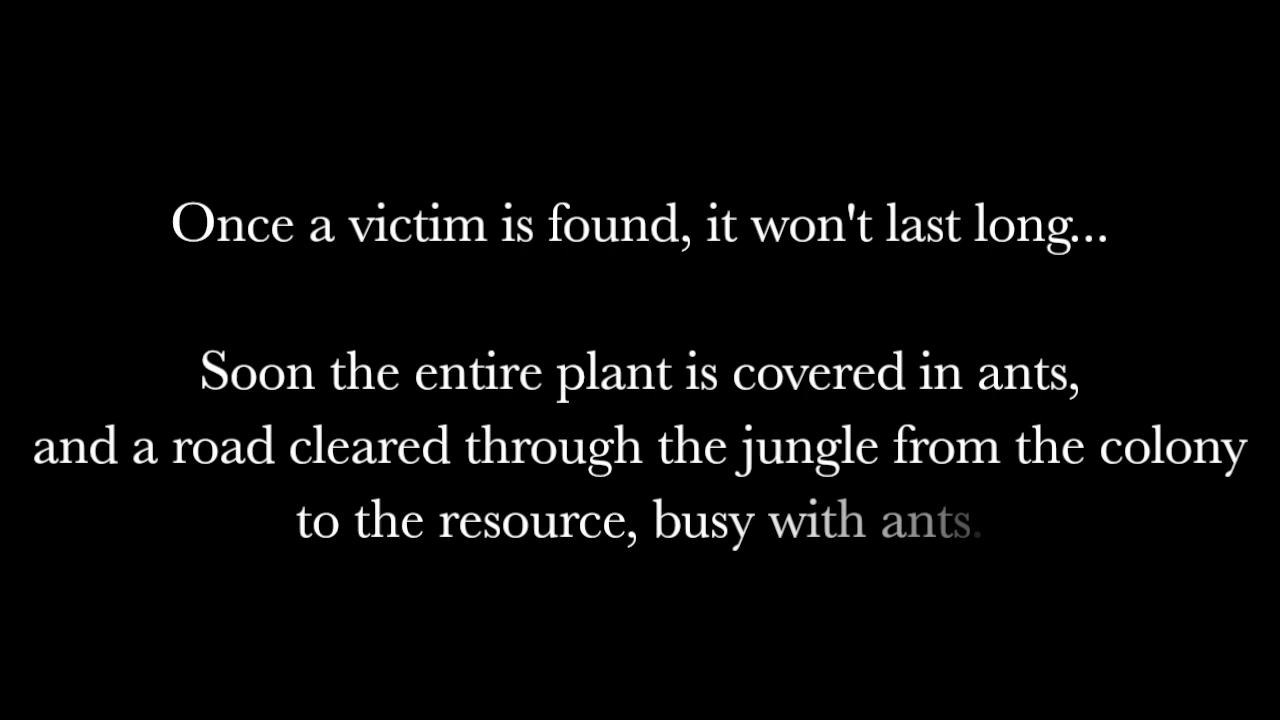 Once a victim is found, it won't last long...
Soon the entire plant is covered in ants,
and a road cleared through the jungle from the colony
to the resource, busy with ants.